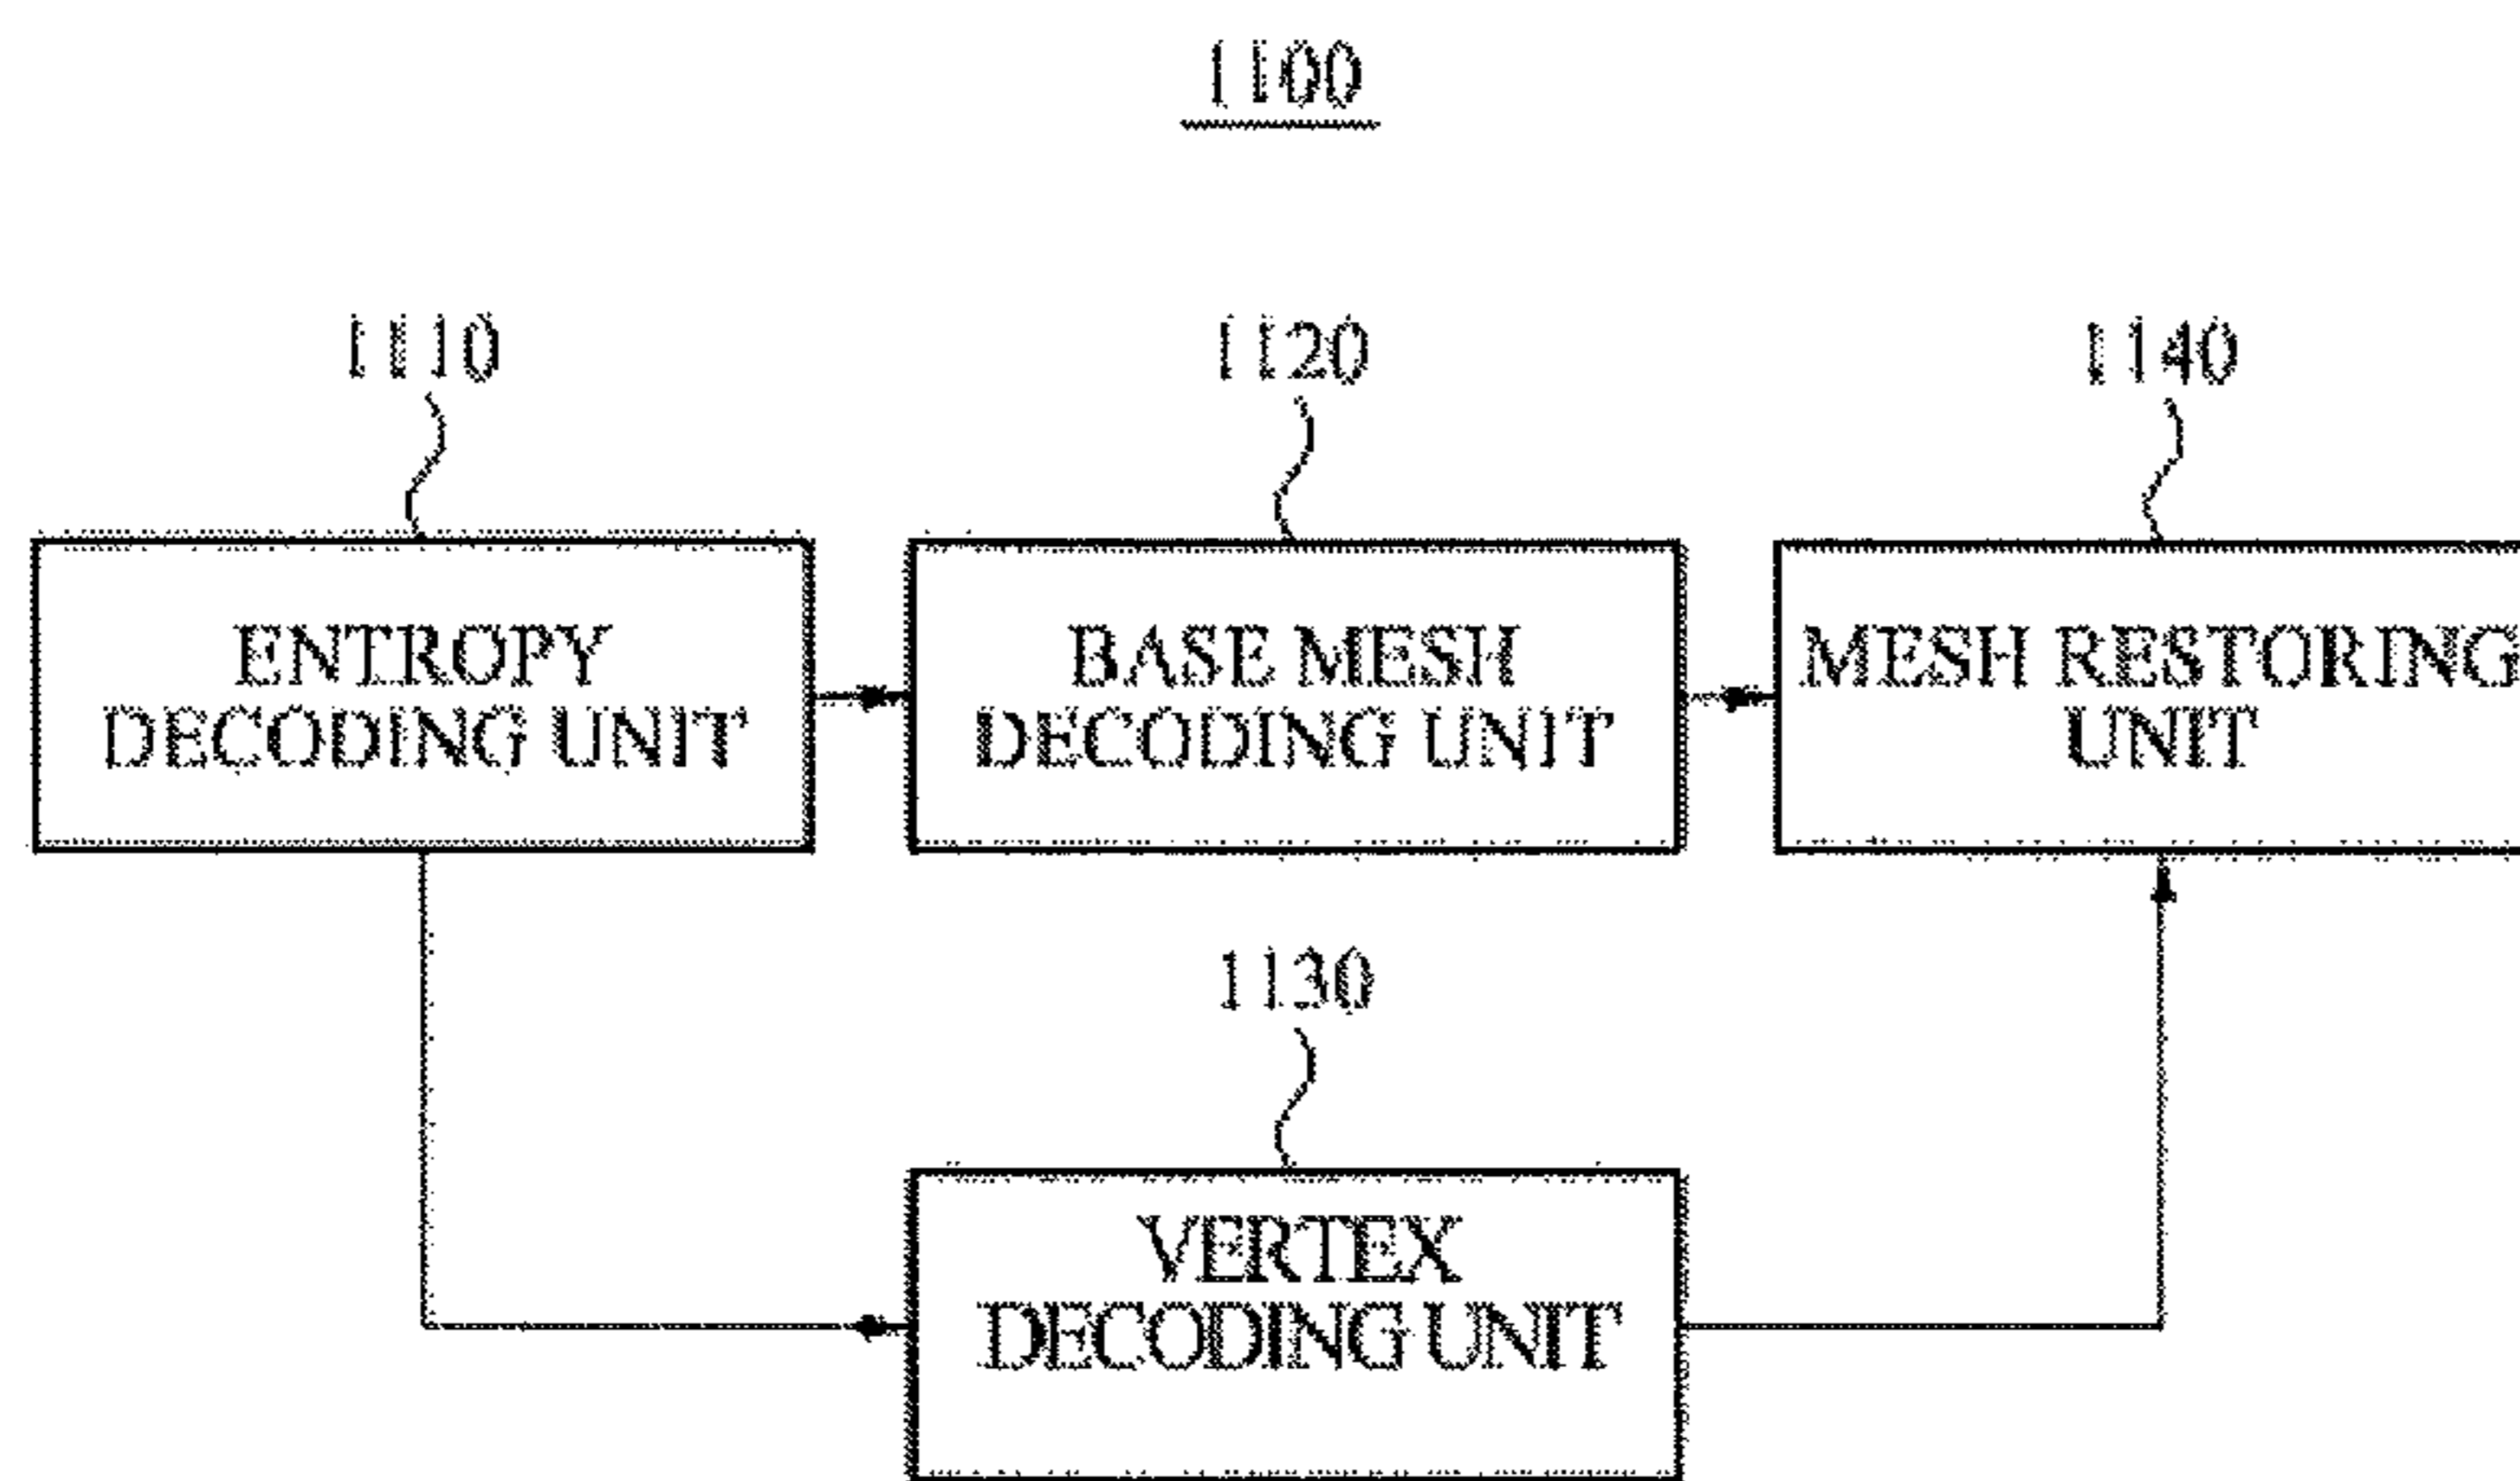 1100
1110
1120
1140
ENTROPY
DECODING UNIT
BASE MESH
DECODING UNIT
MESH RESTORING
UNIT
1130
VERTEX
DECODING UNIT